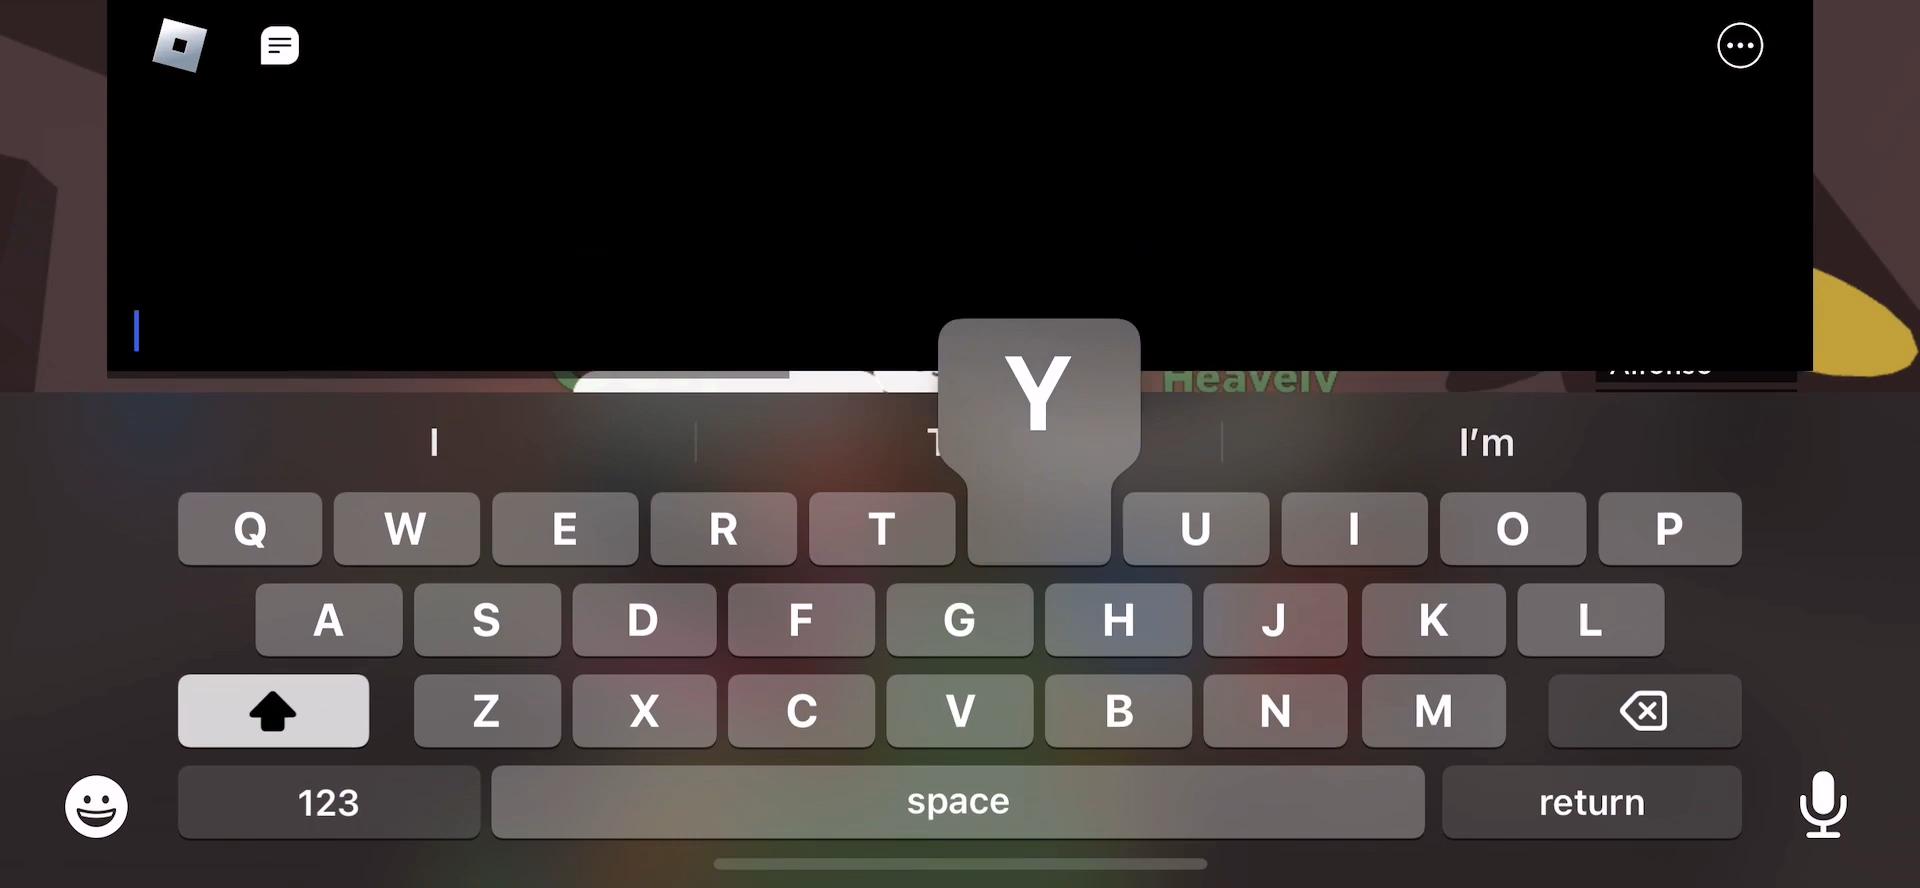 Y
Heavely
I
I'm
Q W E R T U I O P
A S D F G H J K L
Z X C V B N M
123 space return